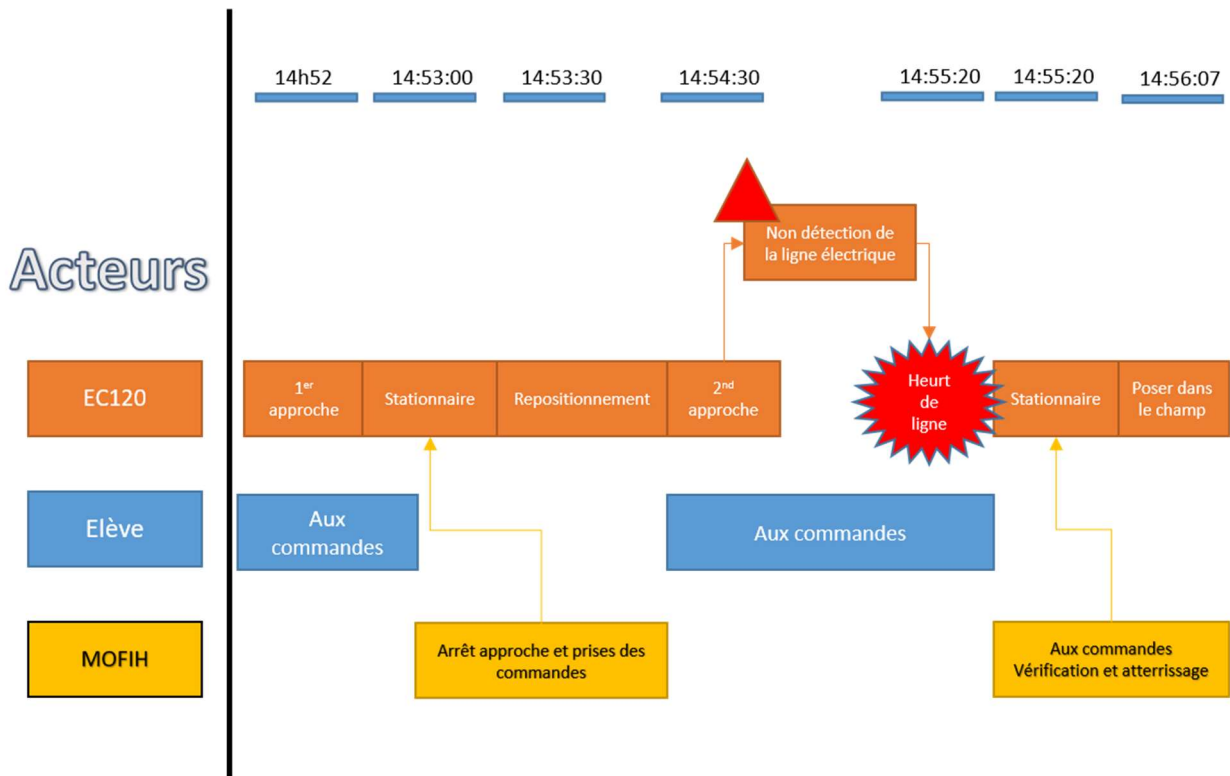 14h52
14:53:00
14:53:30
14:54:30
14:55:20
14:55:20
14:56:07
Non détection de
la ligne électrique
Acteurs
EC120
1er
approche
Stationnaire
Repositionnement
2nd
approche
Heurt
de
ligne
Stationnaire
Poser dans
le champ
Elève
Aux
commandes
Aux commandes
MOFIH
Arrêt approche et prises des
commandes
Aux commandes
Vérification et atterrissage